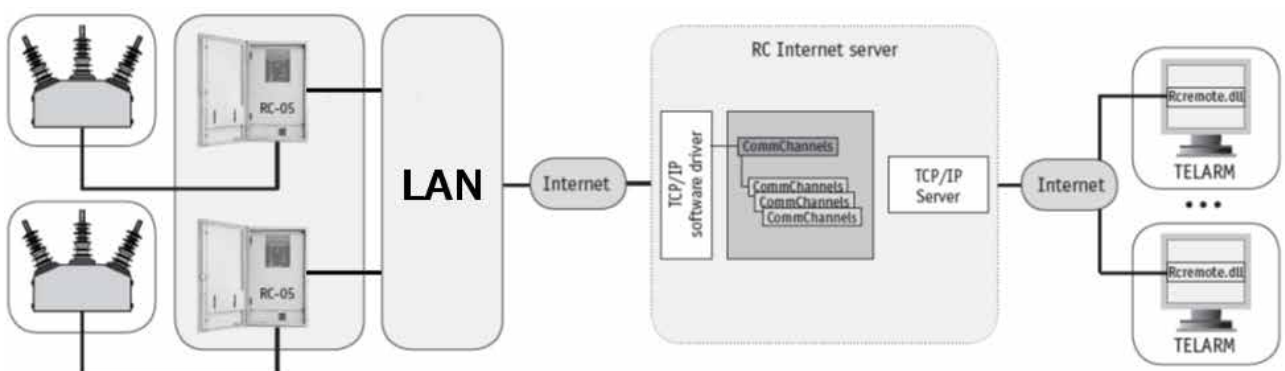 RC-05
RC-05
LAN
Internet
RC Internet server
TCP/IP
software driver
CommChannels
CommChannels
CommChannels
CommChannels
TCP/IP
Server
Internet
Rcremote.dll
TELARM
...
Rcremote.dll
TELARM